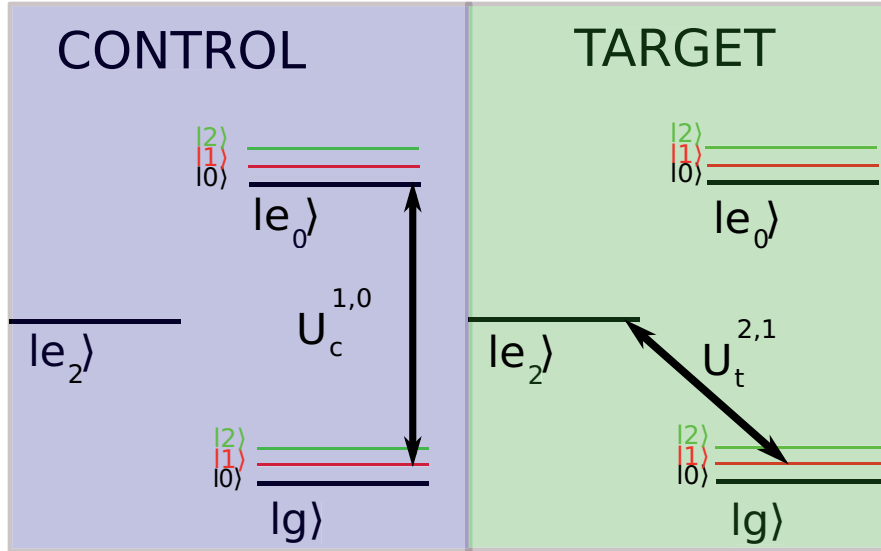 CONTROL
|2⟩
|1⟩
|0⟩
|e₀⟩
U_c^{1,0}
|e₂⟩
|2⟩
|1⟩
|0⟩
|g⟩
TARGET
|2⟩
|1⟩
|0⟩
|e₀⟩
|e₂⟩
U_t^{2,1}
|2⟩
|1⟩
|0⟩
|g⟩